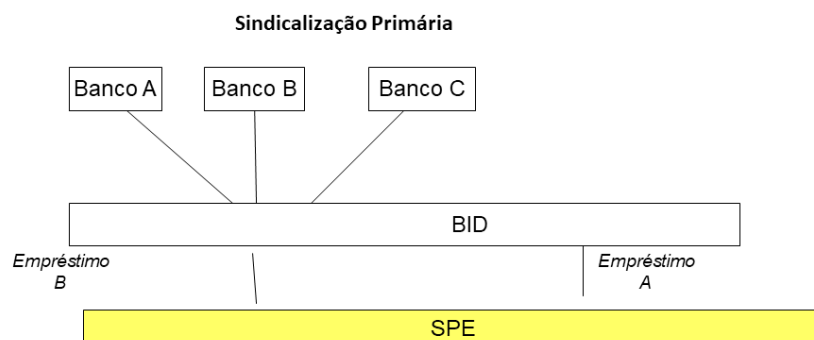 Sindicalização Primária
Banco A
Banco B
Banco C
BID
Empréstimo
B
Empréstimo
A
SPE